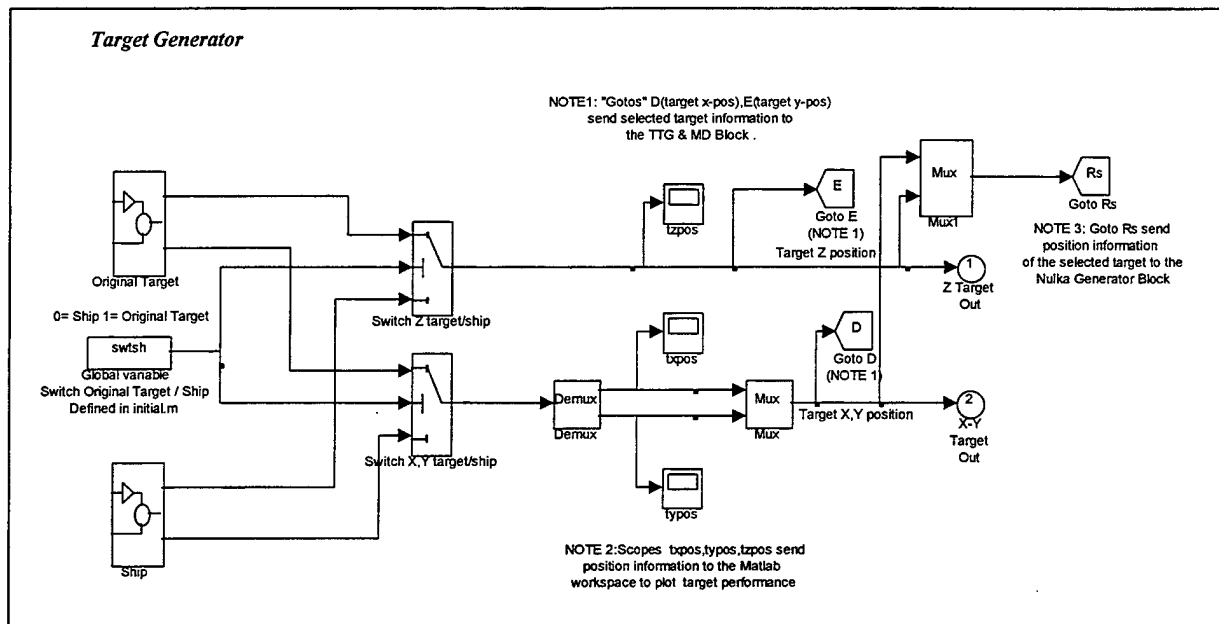 Target Generator
NOTE1: "Gotos" D(target x-pos),E(target y-pos)
send selected target information to
the TTG & MD Block .
Original Target
0= Ship 1= Original Target
swtsh
Global variable
Switch Original Target / Ship
Defined in initial.m
Ship
Switch Z target/ship
Switch X,Y target/ship
tzpos
E
Goto E
(NOTE 1)
Target Z position
Mux
Mux1
Rs
Goto Rs
NOTE 3: Goto Rs send
position information
of the selected target to the
Nulka Generator Block
1
Z Target
Out
txpos
Demux
Demux
Mux
Mux
D
Goto D
(NOTE 1)
Target X,Y position
2
X-Y
Target
Out
typos
NOTE 2:Scopes txpos,typos,tzpos send
position information to the Matlab
workspace to plot target performance